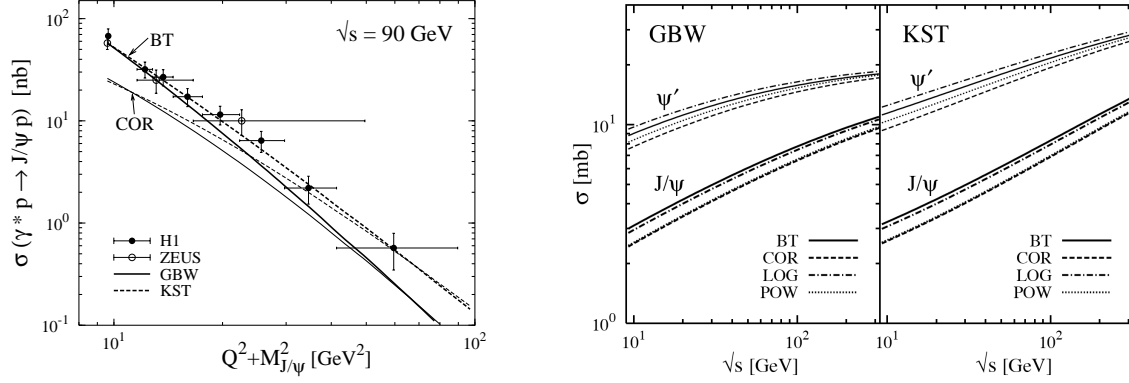 10²
10¹
10⁰
10⁻¹
σ (γ* p → J/ψ p) [nb]
BT
COR
√s = 90 GeV
H1
ZEUS
GBW
KST
10¹
10²
Q²+M²J/ψ [GeV²]
GBW
KST
ψ′
ψ′
J/ψ
J/ψ
σ [mb]
10¹
10⁰
BT
COR
LOG
POW
BT
COR
LOG
POW
10¹
10²
10¹
10²
√s [GeV]
√s [GeV]